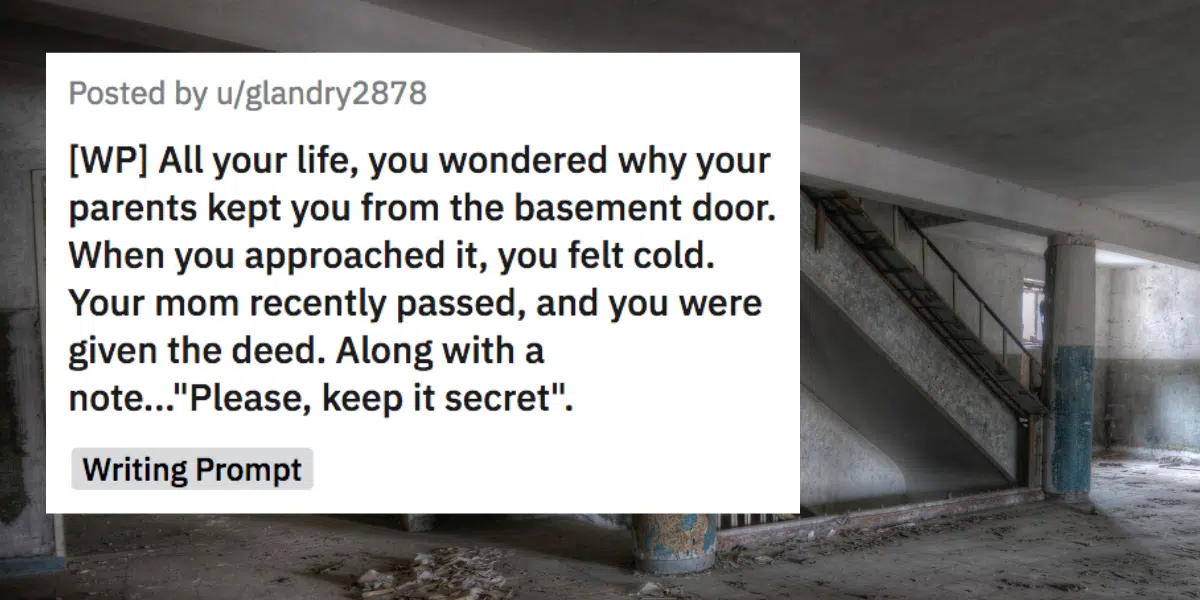 Posted by u/glandry2878
[WP] All your life, you wondered why your
parents kept you from the basement door.
When you approached it, you felt cold.
Your mom recently passed, and you were
given the deed. Along with a
note..."Please, keep it secret".
Writing Prompt